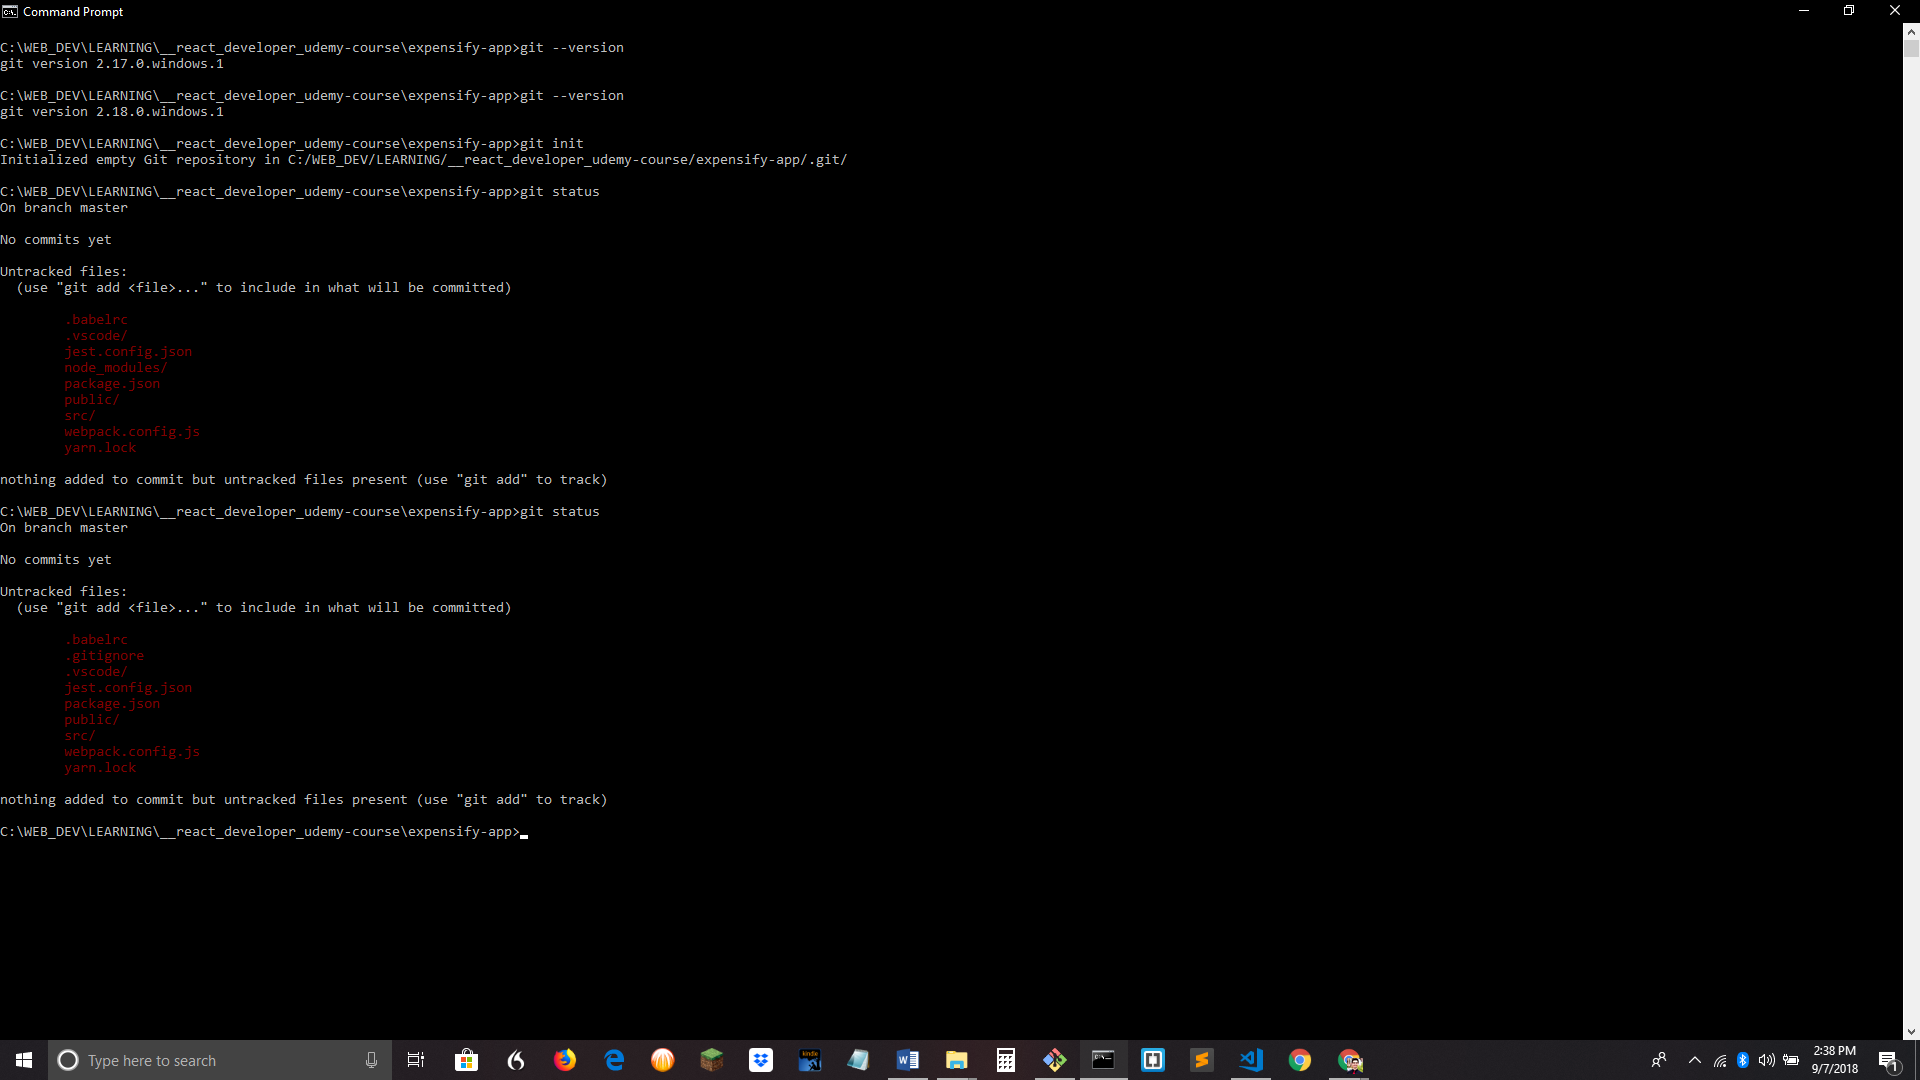 Command Prompt
C:\WEB_DEV\LEARNING\__react_developer_udemy-course\expensify-app>git --version
git version 2.17.0.windows.1
C:\WEB_DEV\LEARNING\__react_developer_udemy-course\expensify-app>git --version
git version 2.18.0.windows.1
C:\WEB_DEV\LEARNING\__react_developer_udemy-course\expensify-app>git init
Initialized empty Git repository in C:/WEB_DEV/LEARNING/__react_developer_udemy-course/expensify-app/.git/
C:\WEB_DEV\LEARNING\__react_developer_udemy-course\expensify-app>git status
On branch master
No commits yet
Untracked files:
  (use "git add <file>..." to include in what will be committed)
        .babelrc
        .vscode/
        jest.config.json
        node_modules/
        package.json
        public/
        src/
        webpack.config.js
        yarn.lock
nothing added to commit but untracked files present (use "git add" to track)
C:\WEB_DEV\LEARNING\__react_developer_udemy-course\expensify-app>git status
On branch master
No commits yet
Untracked files:
  (use "git add <file>..." to include in what will be committed)
        .babelrc
        .gitignore
        .vscode/
        jest.config.json
        package.json
        public/
        src/
        webpack.config.js
        yarn.lock
nothing added to commit but untracked files present (use "git add" to track)
C:\WEB_DEV\LEARNING\__react_developer_udemy-course\expensify-app>
Type here to search
kindle
2:38 PM
9/7/2018
1